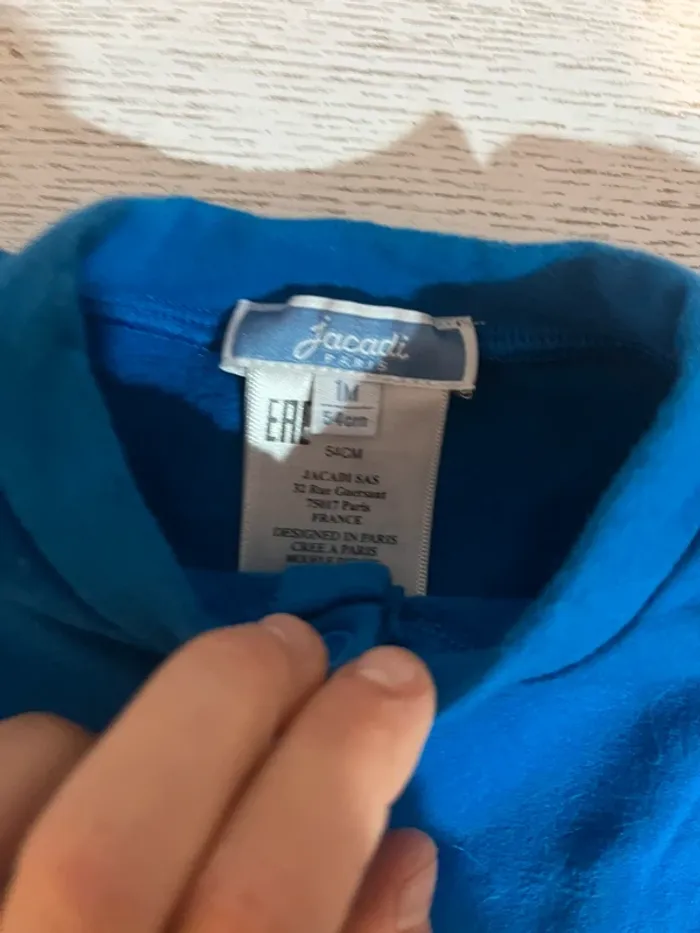 jacadi
PARIS
1M
54cm
EAC
54CM
JACADI SAS
32 Rue Guersant
75017 Paris
FRANCE
DESIGNED IN PARIS
CREE A PARIS